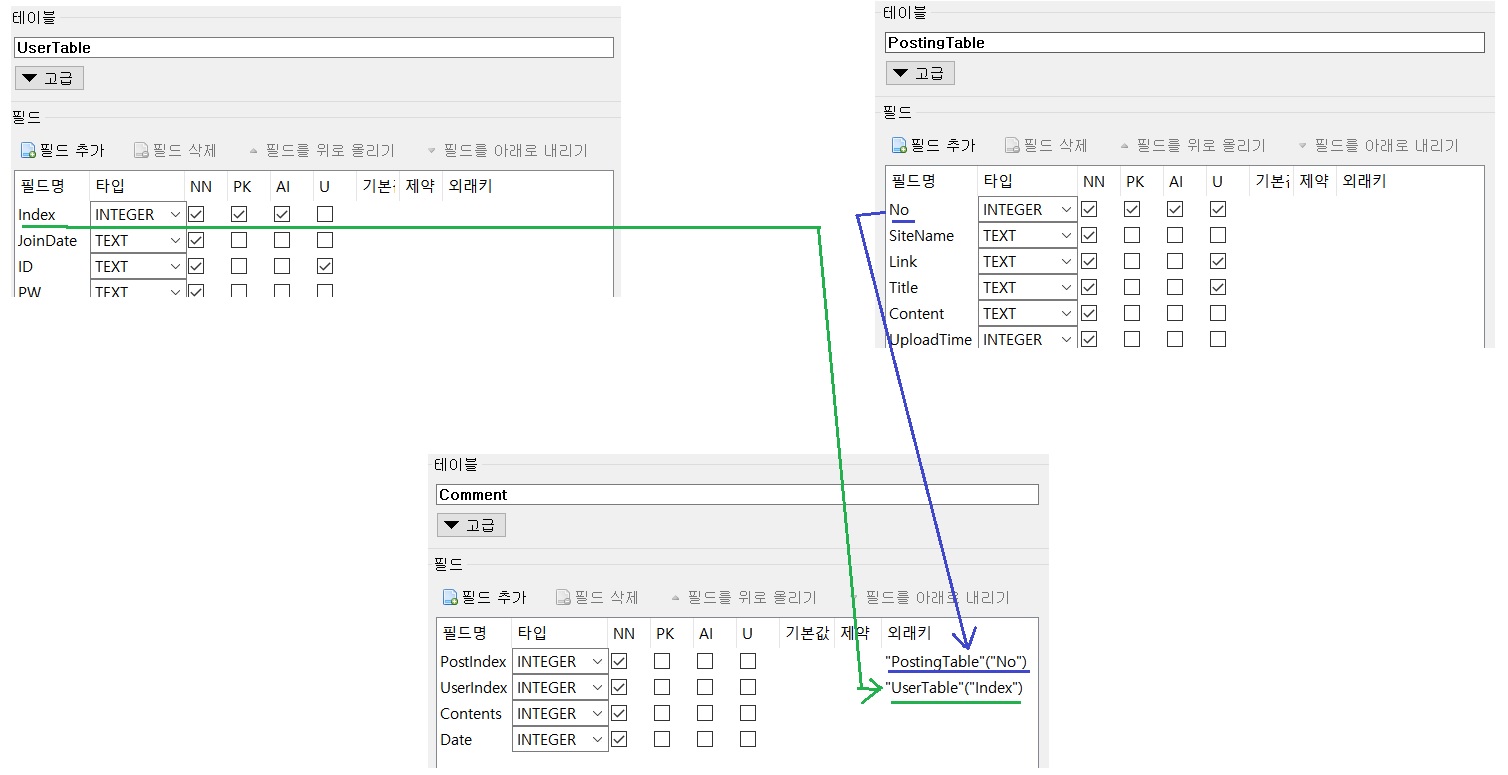 테이블
UserTable
고급
필드
필드 추가 필드 삭제 필드를 위로 올리기 필드를 아래로 내리기
필드명 타입 NN PK AI U 기본값 제약 외래키
Index INTEGER
JoinDate TEXT
ID TEXT
PW TEXT
테이블
PostingTable
고급
필드
필드 추가 필드 삭제 필드를 위로 올리기 필드를 아래로 내리기
필드명 타입 NN PK AI U 기본값 제약 외래키
No INTEGER
SiteName TEXT
Link TEXT
Title TEXT
Content TEXT
UploadTime INTEGER
테이블
Comment
고급
필드
필드 추가 필드 삭제 필드를 위로 올리기 필드를 아래로 내리기
필드명 타입 NN PK AI U 기본값 제약 외래키
PostIndex INTEGER "PostingTable"("No")
UserIndex INTEGER "UserTable"("Index")
Contents INTEGER
Date INTEGER